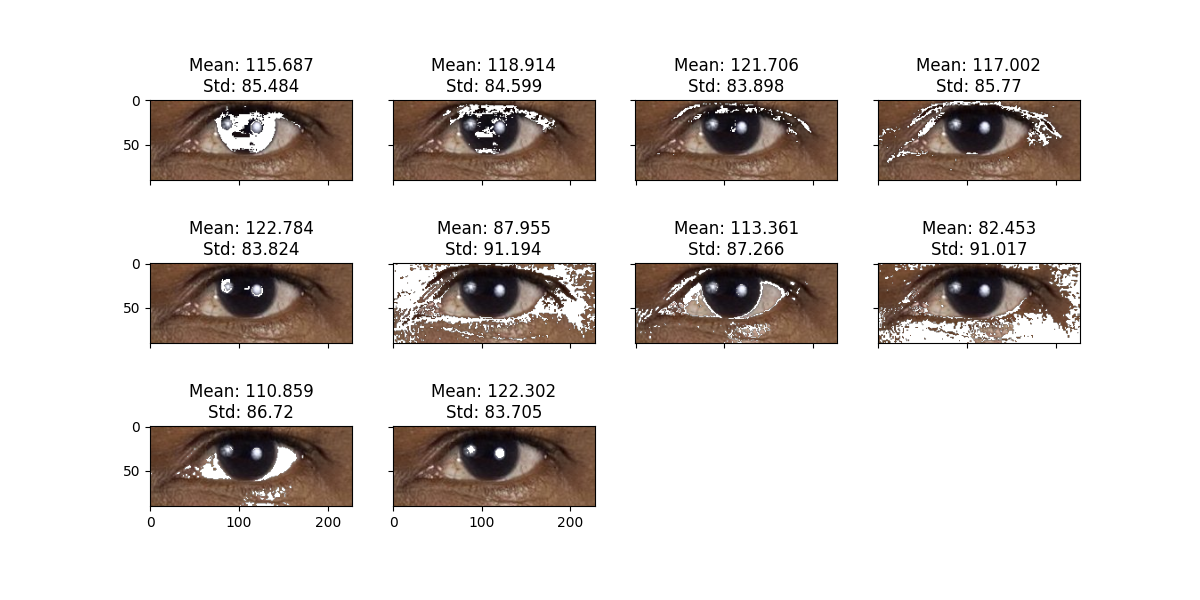 Mean: 115.687
Std: 85.484
Mean: 118.914
Std: 84.599
Mean: 121.706
Std: 83.898
Mean: 117.002
Std: 85.77
0
50
Mean: 122.784
Std: 83.824
Mean: 87.955
Std: 91.194
Mean: 113.361
Std: 87.266
Mean: 82.453
Std: 91.017
0
50
Mean: 110.859
Std: 86.72
Mean: 122.302
Std: 83.705
0
50
0 100 200
0 100 200